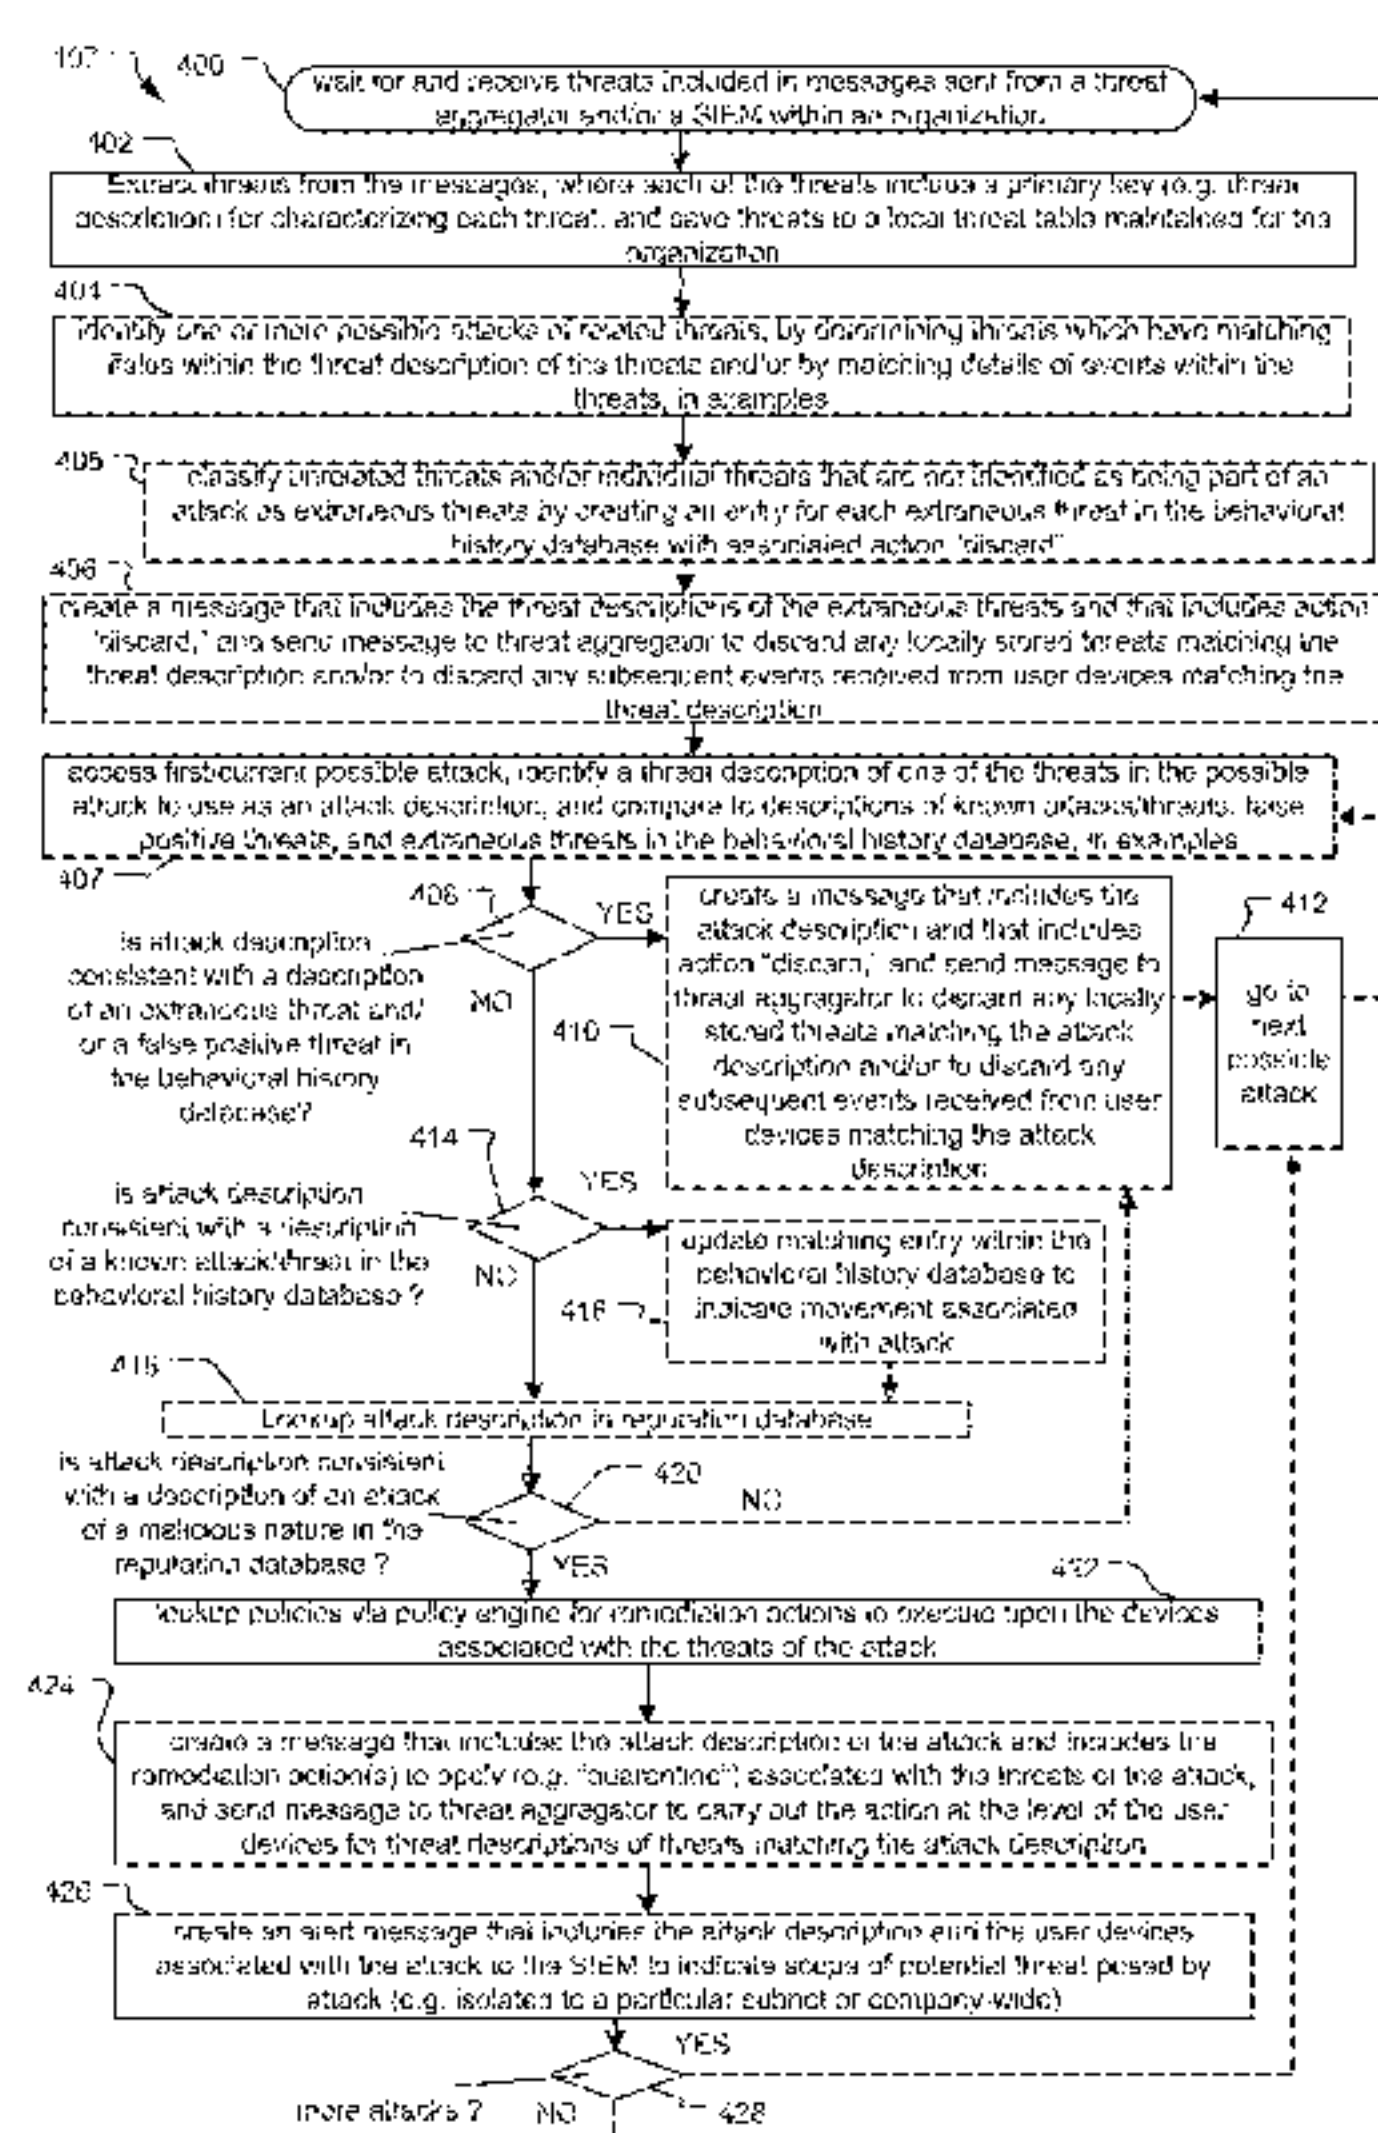 107
400
wait for and receive threats included in messages sent from a threat
aggregator and/or a SIEM within an organization
402
Extract threats from the messages, where each of the threats include a primary key (e.g. threat
description) for characterizing each threat, and save threats to a local threat table maintained for the
organization
404
identify one or more possible attacks of related threats, by determining threats which have matching
fields within the threat description of the threats and/or by matching details of events within the
threats, in examples
405
classify unrelated threats and/or individual threats that are not identified as being part of an
attack as extraneous threats by creating an entry for each extraneous threat in the behavioral
history database with associated action "discard"
406
create a message that includes the threat descriptions of the extraneous threats and that includes action
"discard," and send message to threat aggregator to discard any locally stored threats matching the
threat description and/or to discard any subsequent events received from user devices matching the
threat description
access first/current possible attack, identify a threat description of one of the threats in the possible
attack to use as an attack description, and compare to descriptions of known attacks/threats, false
positive threats, and extraneous threats in the behavioral history database, in examples
407
408
YES
is attack description
consistent with a description
of an extraneous threat and/
or a false positive threat in
the behavioral history
database?
NO
410
create a message that includes the
attack description and that includes
action "discard," and send message to
threat aggregator to discard any locally
stored threats matching the attack
description and/or to discard any
subsequent events received from user
devices matching the attack
description
412
go to
next
possible
attack
414
YES
is attack description
consistent with a description
of a known attack/threat in the
behavioral history database ?
NO
416
update matching entry within the
behavioral history database to
indicate movement associated
with attack
Lookup attack description in reputation database
is attack description consistent
with a description of an attack
of a malicious nature in the
reputation database ?
420
NO
YES
lookup policies via policy engine for remediation actions to execute upon the devices
associated with the threats of the attack
424
create a message that includes the attack description of the attack and includes the
remediation action(s) to apply (e.g. "quarantine") associated with the threats of the attack,
and send message to threat aggregator to carry out the action at the level of the user
devices for threat descriptions of threats matching the attack description
426
create an alert message that includes the attack description and the user devices
associated with the attack to the SIEM to indicate scope of potential threat posed by
attack (e.g. isolated to a particular subnet or company-wide)
YES
more attacks ?
NO
428